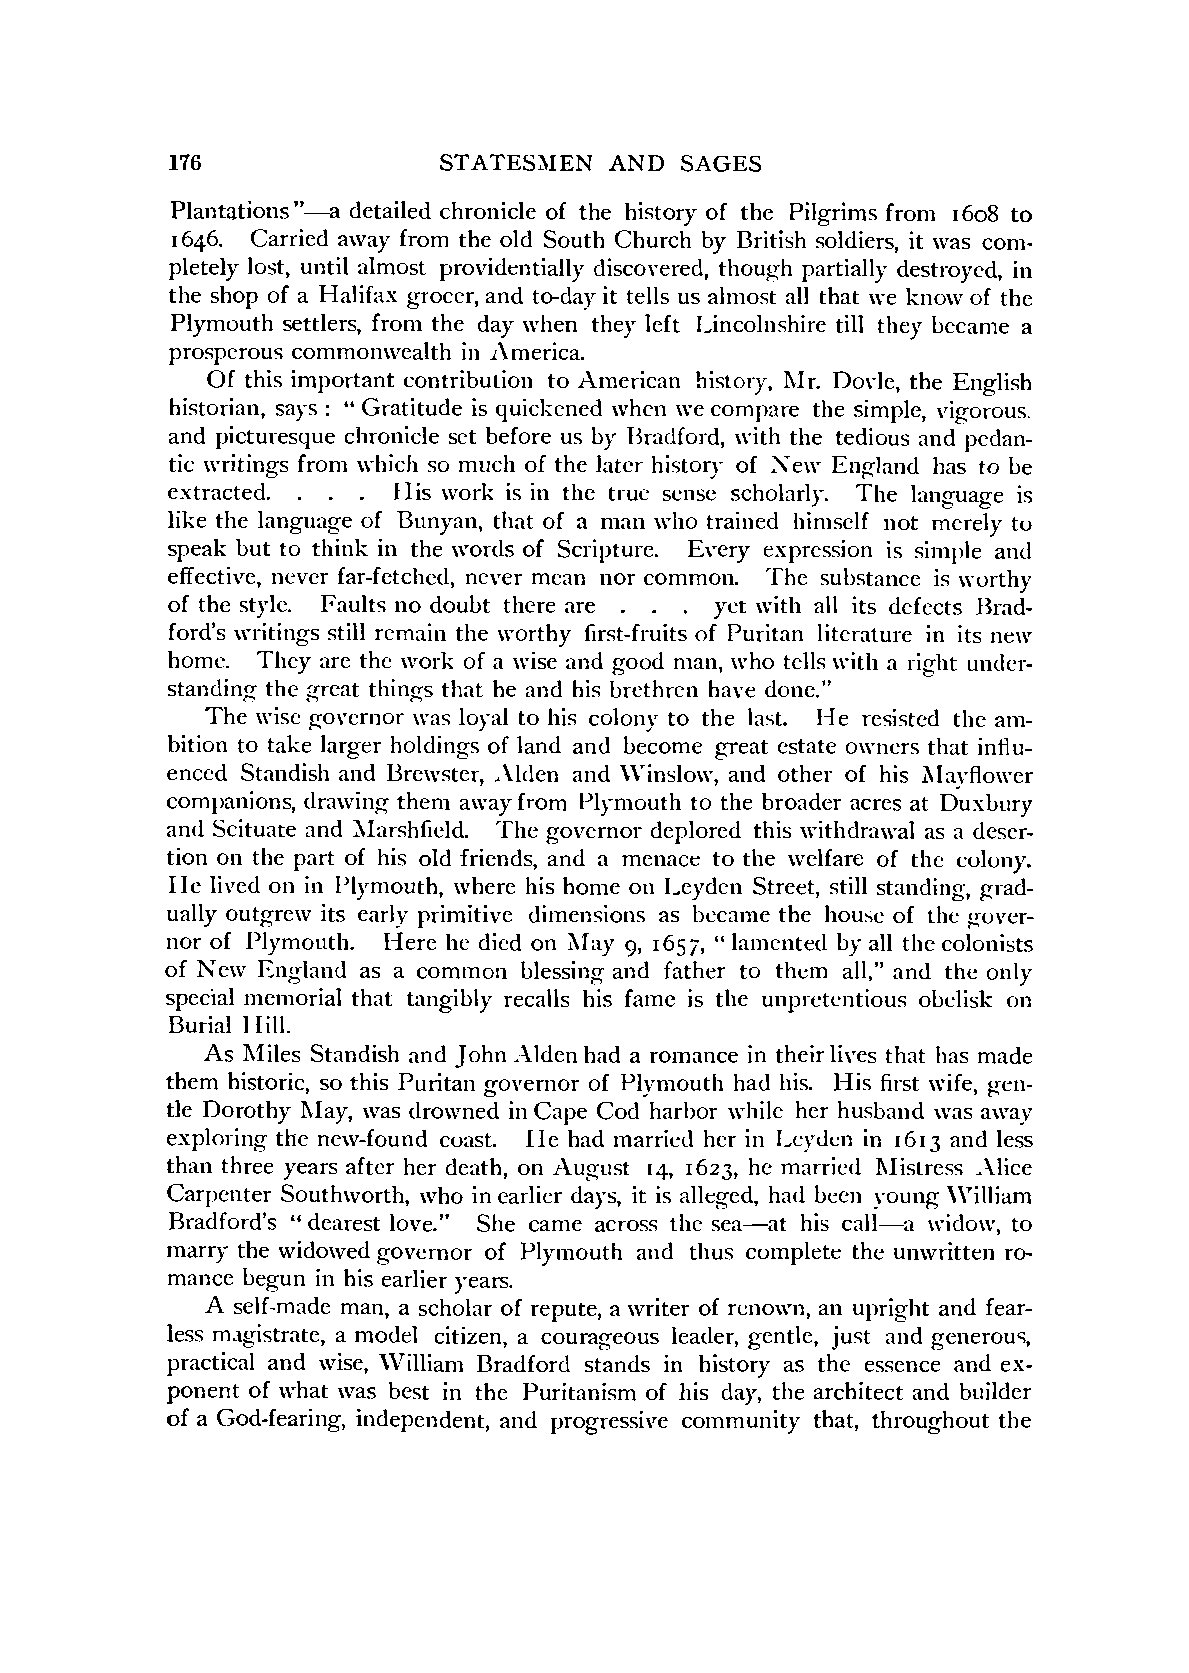 176 STATESMEN AND SAGES
Plantations"—a detailed chronicle of the history of the Pilgrims from 1608 to
1646. Carried away from the old South Church by British soldiers, it was com-
pletely lost, until almost providentially discovered, though partially destroyed, in
the shop of a Halifax grocer, and to-day it tells us almost all that we know of the
Plymouth settlers, from the day when they left Lincolnshire till they became a
prosperous commonwealth in America.
Of this important contribution to American history, Mr. Doyle, the English
historian, says: "Gratitude is quickened when we compare the simple, vigorous.
and picturesque chronicle set before us by Bradford, with the tedious and pedan-
tic writings from which so much of the later history of New England has to be
extracted. . . . His work is in the true sense scholarly. The language is
like the language of Bunyan, that of a man who trained himself not merely to
speak but to think in the words of Scripture. Every expression is simple and
effective, never far-fetched, never mean nor common. The substance is worthy
of the style. Faults no doubt there are . . . yet with all its defects Brad-
ford's writings still remain the worthy first-fruits of Puritan literature in its new
home. They are the work of a wise and good man, who tells with a right under-
standing the great things that he and his brethren have done."
The wise governor was loyal to his colony to the last. He resisted the am-
bition to take larger holdings of land and become great estate owners that influ-
enced Standish and Brewster, Alden and Winslow, and other of his Mayflower
companions, drawing them away from Plymouth to the broader acres at Duxbury
and Scituate and Marshfield. The governor deplored this withdrawal as a deser-
tion on the part of his old friends, and a menace to the welfare of the colony.
He lived on in Plymouth, where his home on Leyden Street, still standing, grad-
ually outgrew its early primitive dimensions as became the house of the gover-
nor of Plymouth. Here he died on May 9, 1657, "lamented by all the colonists
of New England as a common blessing and father to them all," and the only
special memorial that tangibly recalls his fame is the unpretentious obelisk on
Burial Hill.
As Miles Standish and John Alden had a romance in their lives that has made
them historic, so this Puritan governor of Plymouth had his. His first wife, gen-
tle Dorothy May, was drowned in Cape Cod harbor while her husband was away
exploring the new-found coast. He had married her in Leyden in 1613 and less
than three years after her death, on August 14, 1623, he married Mistress Alice
Carpenter Southworth, who in earlier days, it is alleged, had been young William
Bradford's "dearest love." She came across the sea—at his call—a widow, to
marry the widowed governor of Plymouth and thus complete the unwritten ro-
mance begun in his earlier years.
A self-made man, a scholar of repute, a writer of renown, an upright and fear-
less magistrate, a model citizen, a courageous leader, gentle, just and generous,
practical and wise, William Bradford stands in history as the essence and ex-
ponent of what was best in the Puritanism of his day, the architect and builder
of a God-fearing, independent, and progressive community that, throughout the